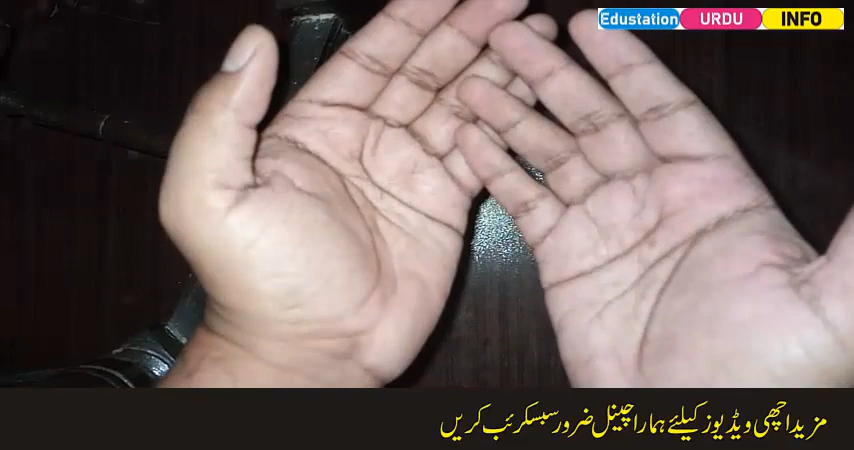 Edustation URDU INFO
مزید اچھی ویڈیوز کیلئے ہمارا چینل ضرور سبسکرائب کریں